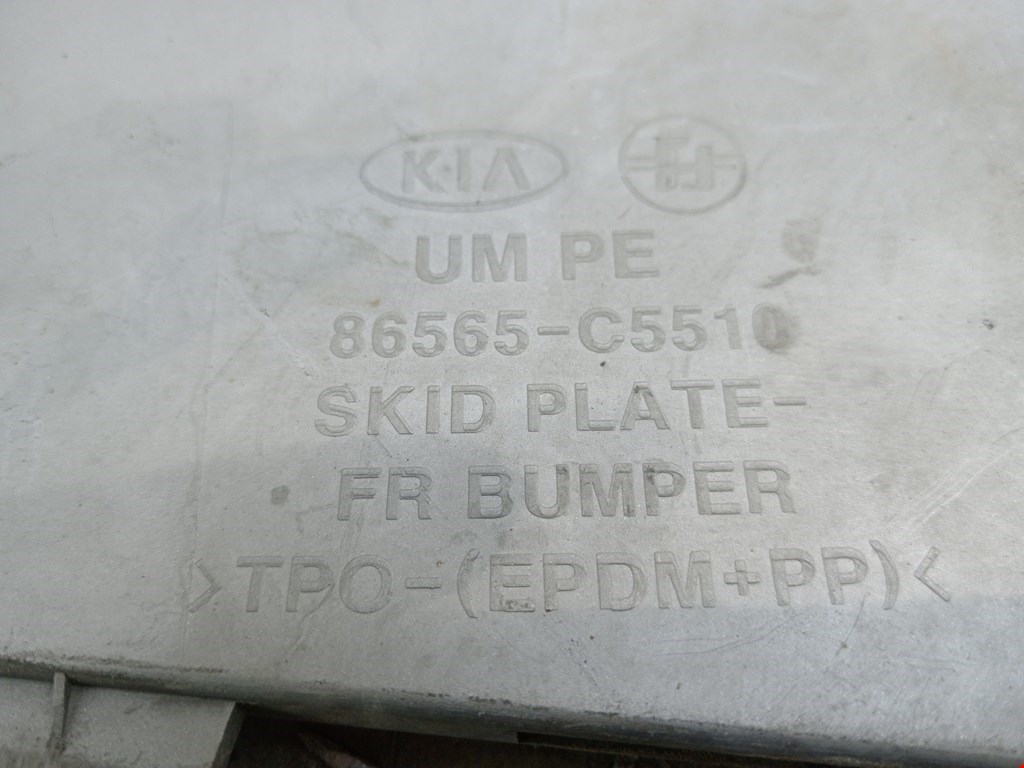 KIA
UM PE
86565-C5510
SKID PLATE-
FR BUMPER
>TPO-(EPDM+PP)<